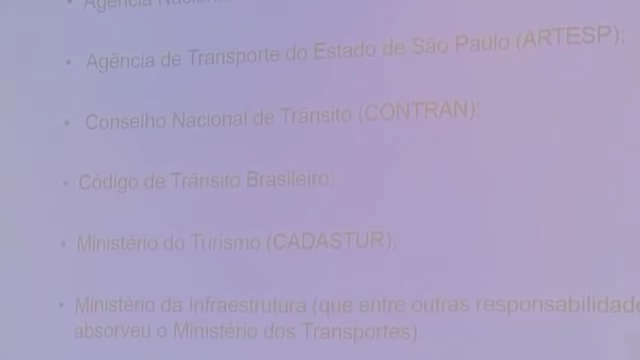 • Agência Nacional
• Agência de Transporte do Estado de São Paulo (ARTESP);
• Conselho Nacional de Trânsito (CONTRAN);
• Código de Trânsito Brasileiro;
• Ministério do Turismo (CADASTUR);
• Ministério da Infraestrutura (que entre outras responsabilidade
absorveu o Ministério dos Transportes)